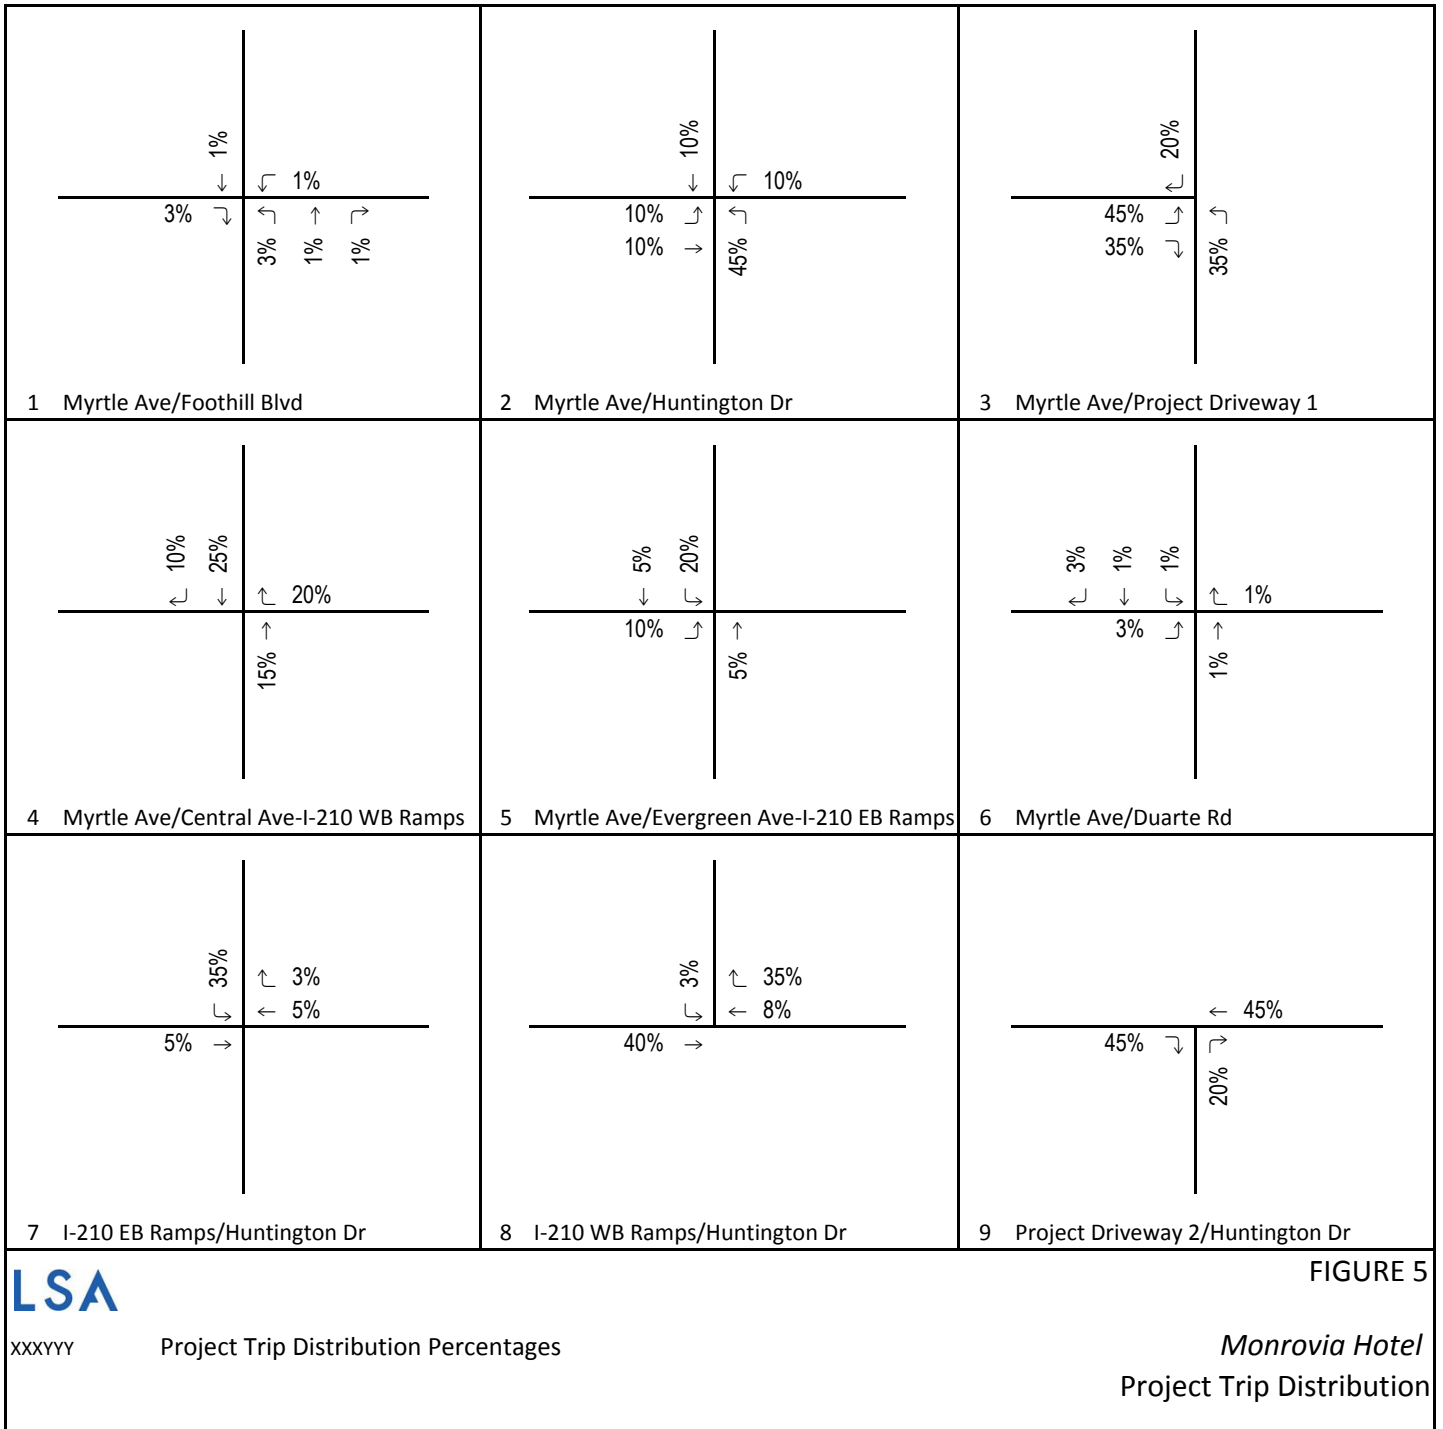 1%
1%
3%
3%
1%
1%
1 Myrtle Ave/Foothill Blvd
10%
10%
10%
10%
45%
2 Myrtle Ave/Huntington Dr
20%
45%
35%
35%
3 Myrtle Ave/Project Driveway 1
10%
25%
20%
15%
4 Myrtle Ave/Central Ave-I-210 WB Ramps
5%
20%
10%
5%
5 Myrtle Ave/Evergreen Ave-I-210 EB Ramps
3%
1%
1%
1%
3%
1%
6 Myrtle Ave/Duarte Rd
35%
3%
5%
5%
7 I-210 EB Ramps/Huntington Dr
3%
35%
8%
40%
8 I-210 WB Ramps/Huntington Dr
45%
45%
20%
9 Project Driveway 2/Huntington Dr
LSA
FIGURE 5
XXXYYY Project Trip Distribution Percentages
Monrovia Hotel
Project Trip Distribution